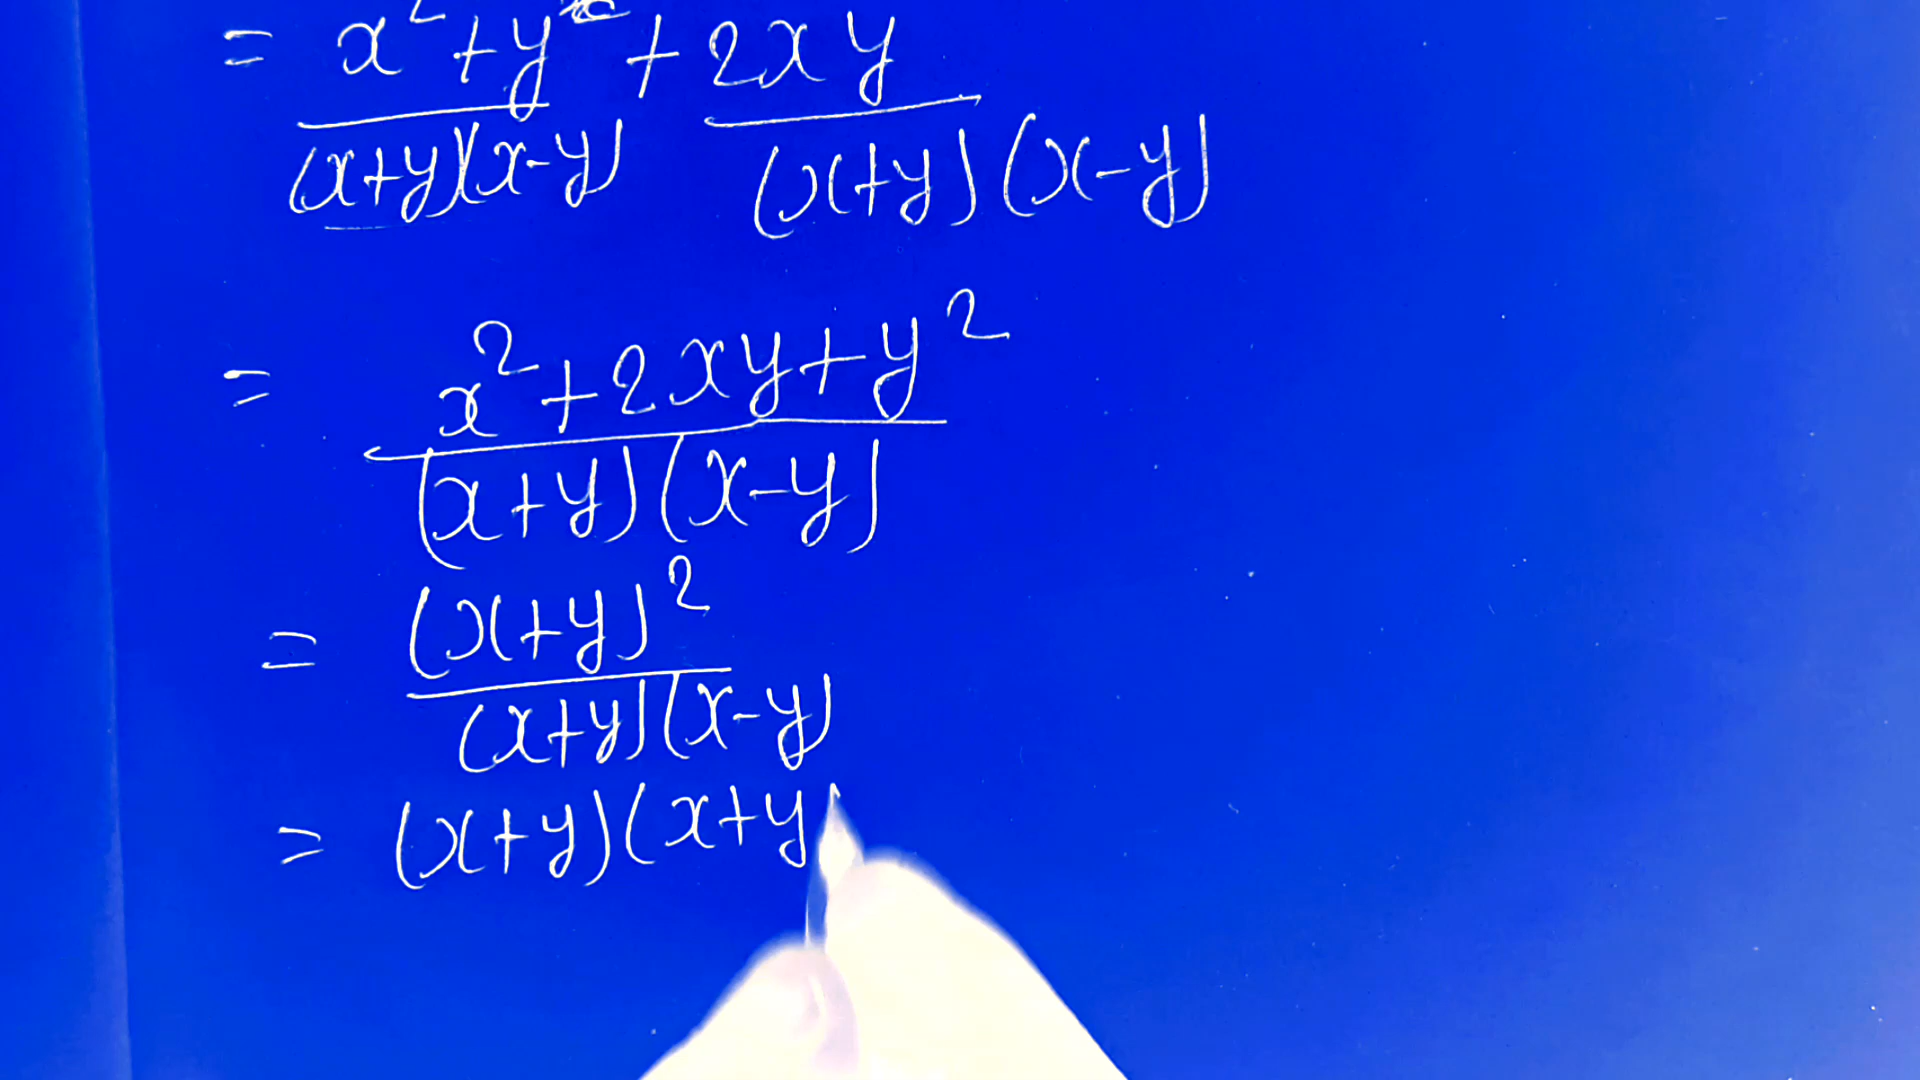 = x² + y² + 2xy
(x+y)(x-y) (x+y)(x-y)
= x² + 2xy + y²
(x+y)(x-y)
= (x+y)²
(x+y)(x-y)
= (x+y)(x+y